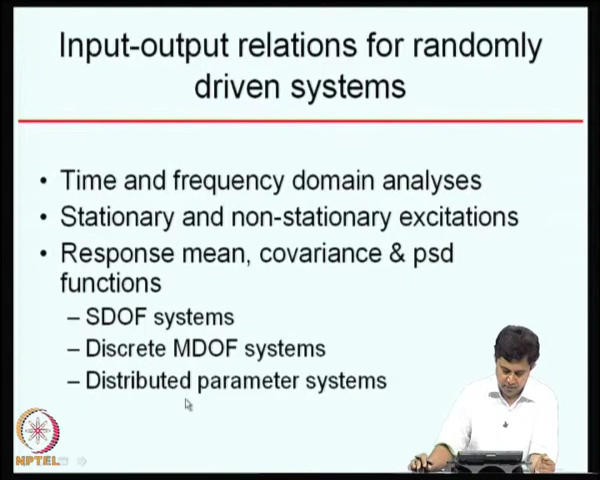 Input-output relations for randomly
driven systems
• Time and frequency domain analyses
• Stationary and non-stationary excitations
• Response mean, covariance & psd
functions
– SDOF systems
– Discrete MDOF systems
– Distributed parameter systems
NPTEL